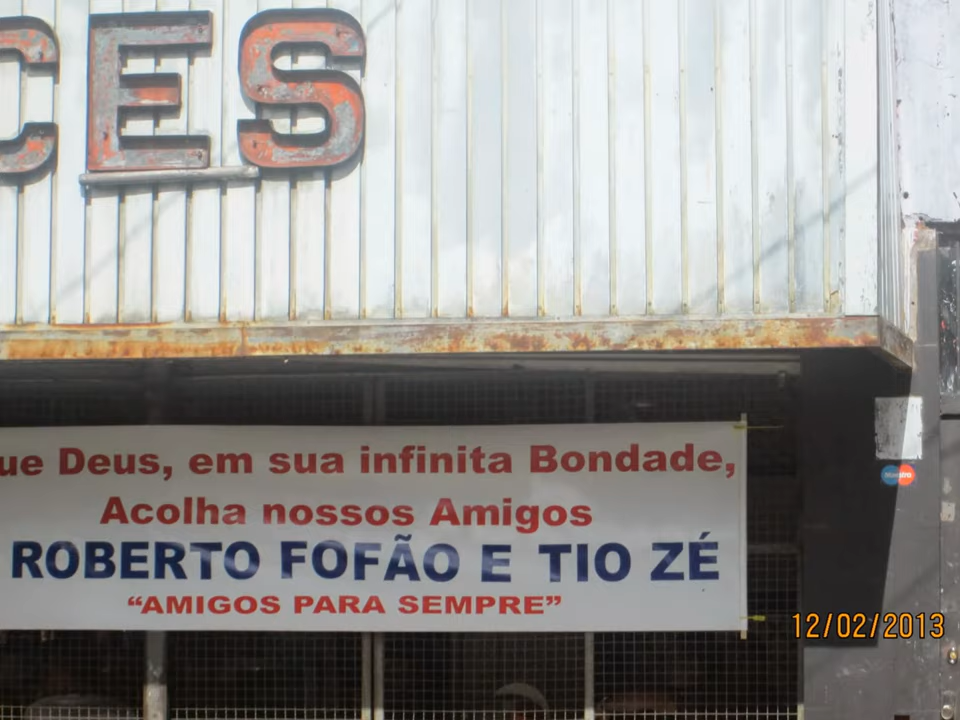 CES
ue Deus, em sua infinita Bondade,
Acolha nossos Amigos
ROBERTO FOFÃO E TIO ZÉ
“AMIGOS PARA SEMPRE”
Maestro
12/02/2013